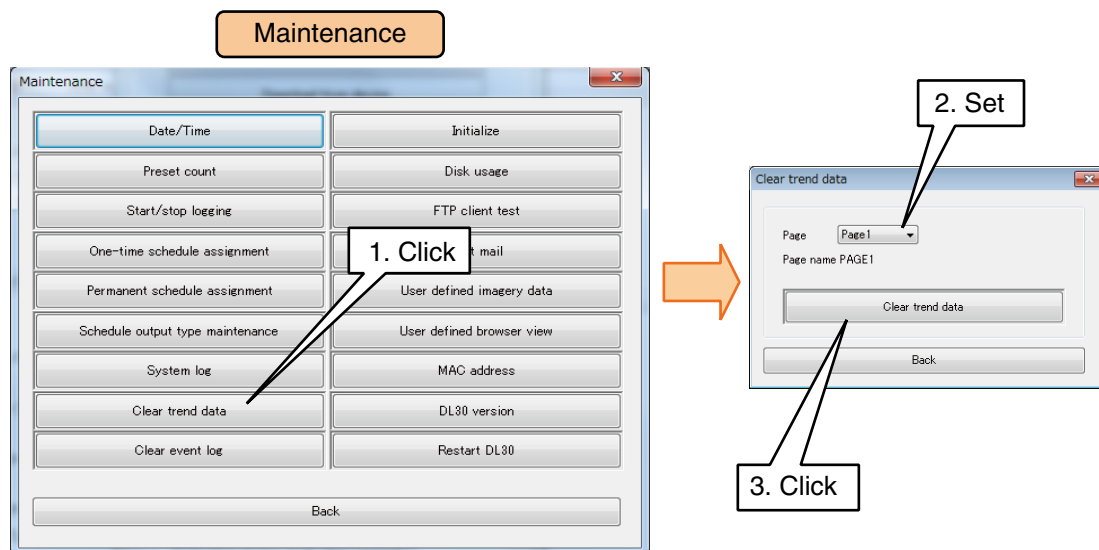 Maintenance
Maintenance
Date/Time
Initialize
Preset count
Disk usage
Start/stop logging
FTP client test
One-time schedule assignment
mail
Permanent schedule assignment
User defined imagery data
Schedule output type maintenance
User defined browser view
System log
MAC address
Clear trend data
DL30 version
Clear event log
Restart DL30
Back
1. Click
2. Set
Clear trend data
Page Page1
Page name PAGE1
Clear trend data
Back
3. Click